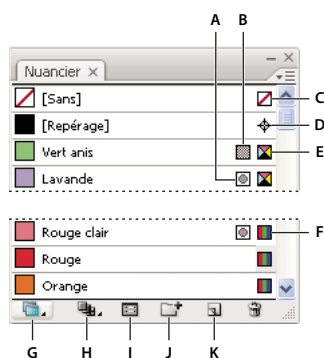 A B
Nuancier
[Sans] C
[Repérage] D
Vert anis E
Lavande
Rouge clair F
Rouge
Orange
G H I J K